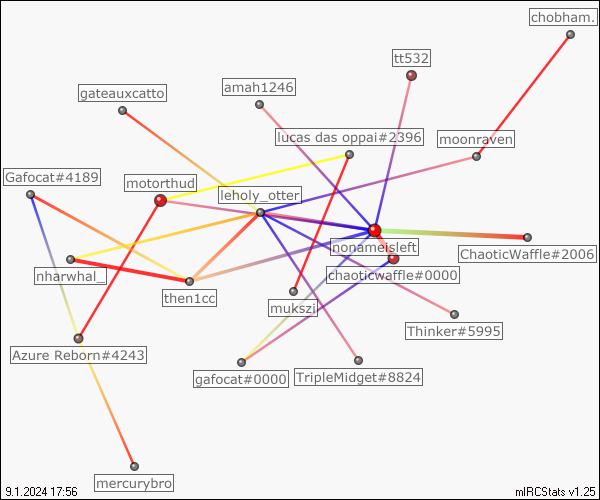 chobham.
tt532
amah1246
gateauxcatto
lucas das oppai#2396
moonraven
Gafocat#4189
motorthud
leholy_otter
nonameisleft
ChaoticWaffle#2006
nharwhal_
chaoticwaffle#0000
then1cc
mukszi
Thinker#5995
Azure Reborn#4243
gafocat#0000
TripleMidget#8824
mercurybro
9.1.2024 17:56
mIRCStats v1.25